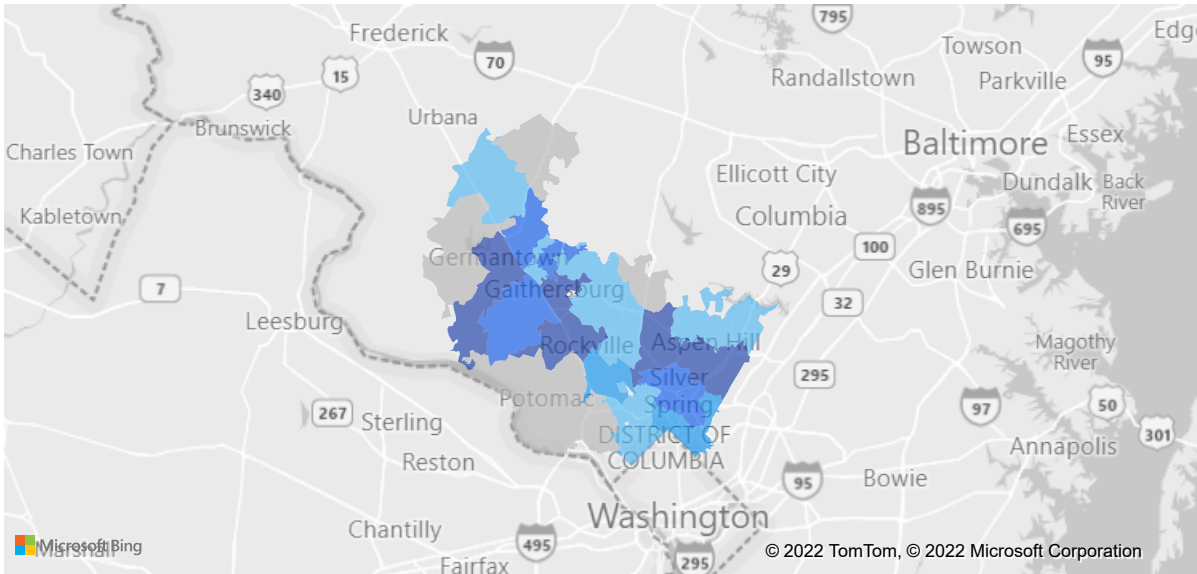 795
Edg
Frederick
Towson
70
95
15
Randallstown
Parkville
340
Urbana
Brunswick
Essex
Baltimore
Charles Town
Ellicott City
Dundalk
Back
River
895
Kabletown
Columbia
695
100
Germantown
29
Glen Burnie
7
Gaithersburg
32
Leesburg
Rockville
Aspen Hill
Magothy
River
295
Silver
Spring
Potomac
97
50
267
Sterling
301
DISTRICT OF
COLUMBIA
Annapolis
Reston
95
Bowie
Washington
Chantilly
495
Microsoft Bing
Marshall
295
© 2022 TomTom, © 2022 Microsoft Corporation
Fairfax